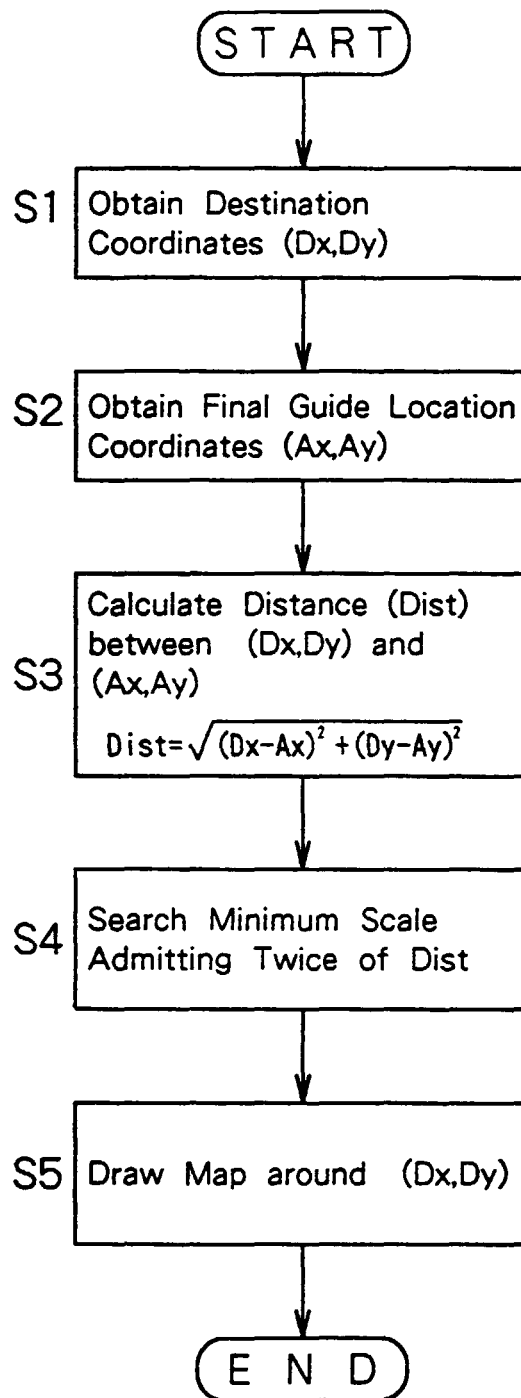 START
S1 Obtain Destination
Coordinates (Dx,Dy)
S2 Obtain Final Guide Location
Coordinates (Ax,Ay)
Calculate Distance (Dist)
between (Dx,Dy) and
S3 (Ax,Ay)
Dist=√(Dx-Ax)²+(Dy-Ay)²
S4 Search Minimum Scale
Admitting Twice of Dist
S5 Draw Map around (Dx,Dy)
END